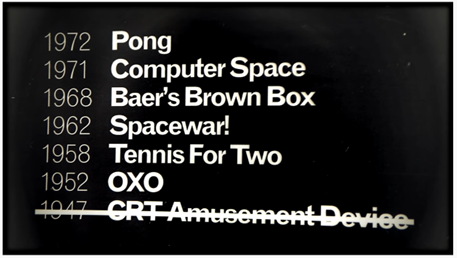 1972 Pong
1971 Computer Space
1968 Baer's Brown Box
1962 Spacewar!
1958 Tennis For Two
1952 OXO
1947 CRT Amusement Device